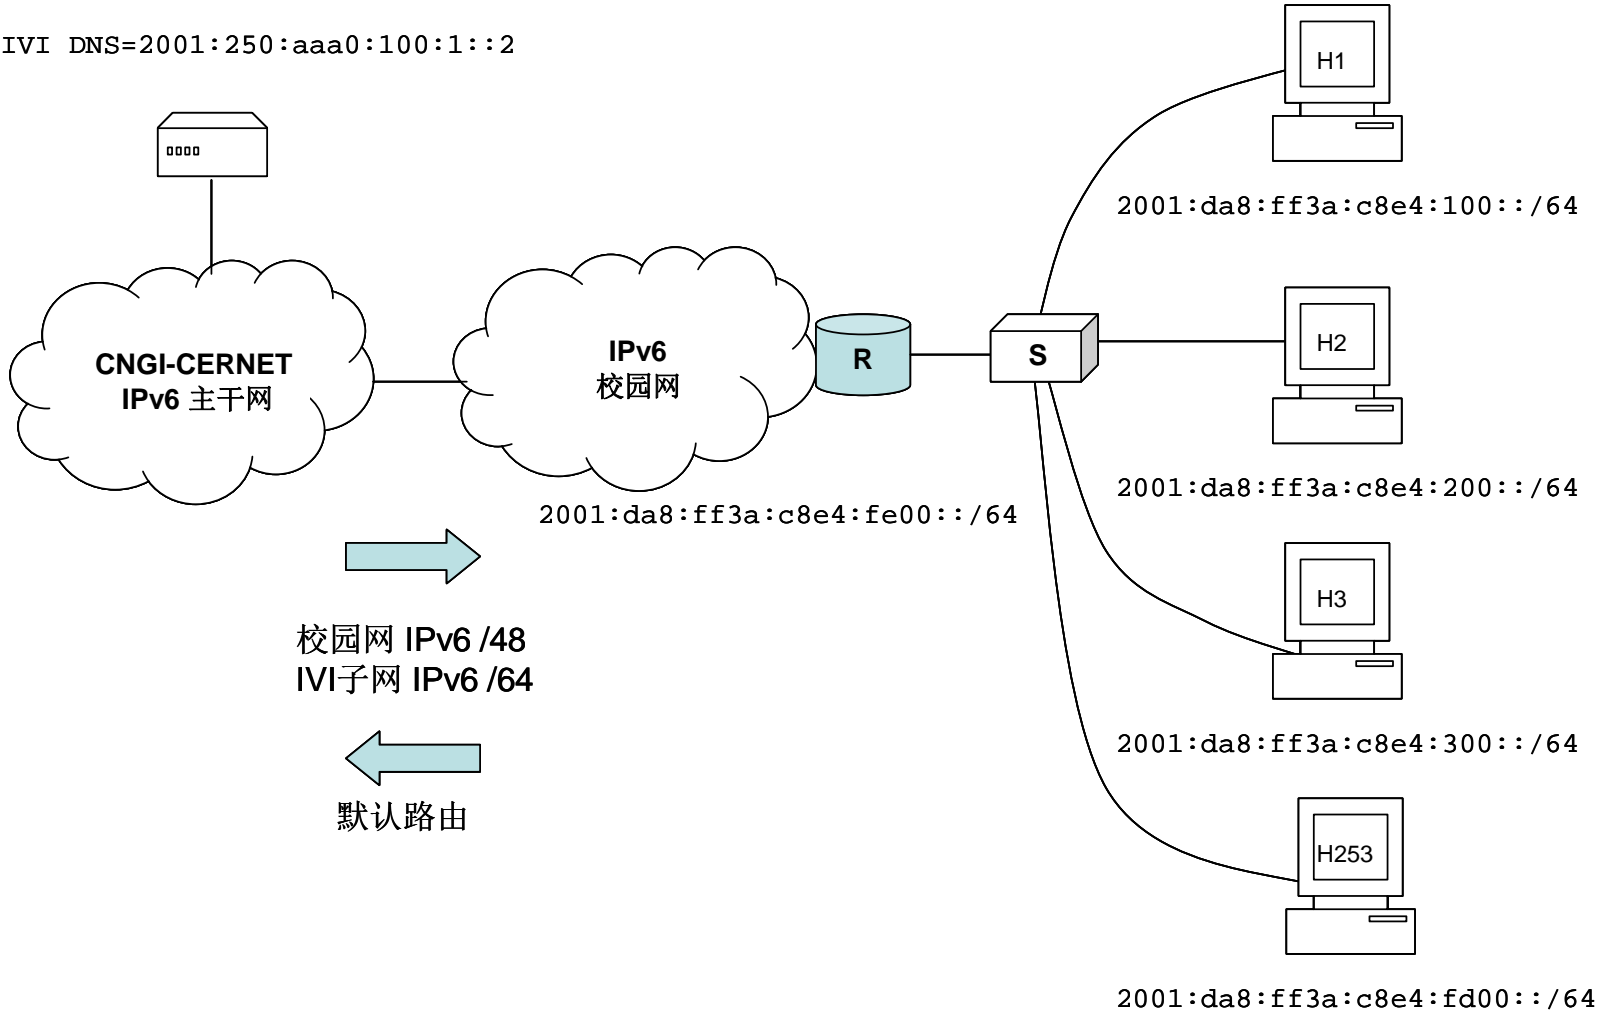 IVI DNS=2001:250:aaa0:100:1::2
H1
2001:da8:ff3a:c8e4:100::/64
CNGI-CERNET
IPv6 主干网
IPv6
校园网
R
S
H2
2001:da8:ff3a:c8e4:200::/64
2001:da8:ff3a:c8e4:fe00::/64
校园网 IPv6 /48
IVI子网 IPv6 /64
H3
2001:da8:ff3a:c8e4:300::/64
默认路由
H253
2001:da8:ff3a:c8e4:fd00::/64